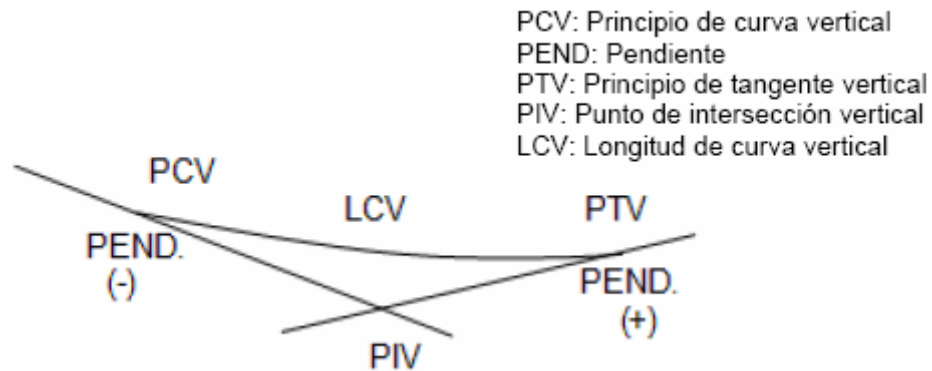 PCV: Principio de curva vertical
PEND: Pendiente
PTV: Principio de tangente vertical
PIV: Punto de intersección vertical
LCV: Longitud de curva vertical
PCV
LCV
PTV
PEND.
(-)
PEND.
(+)
PIV